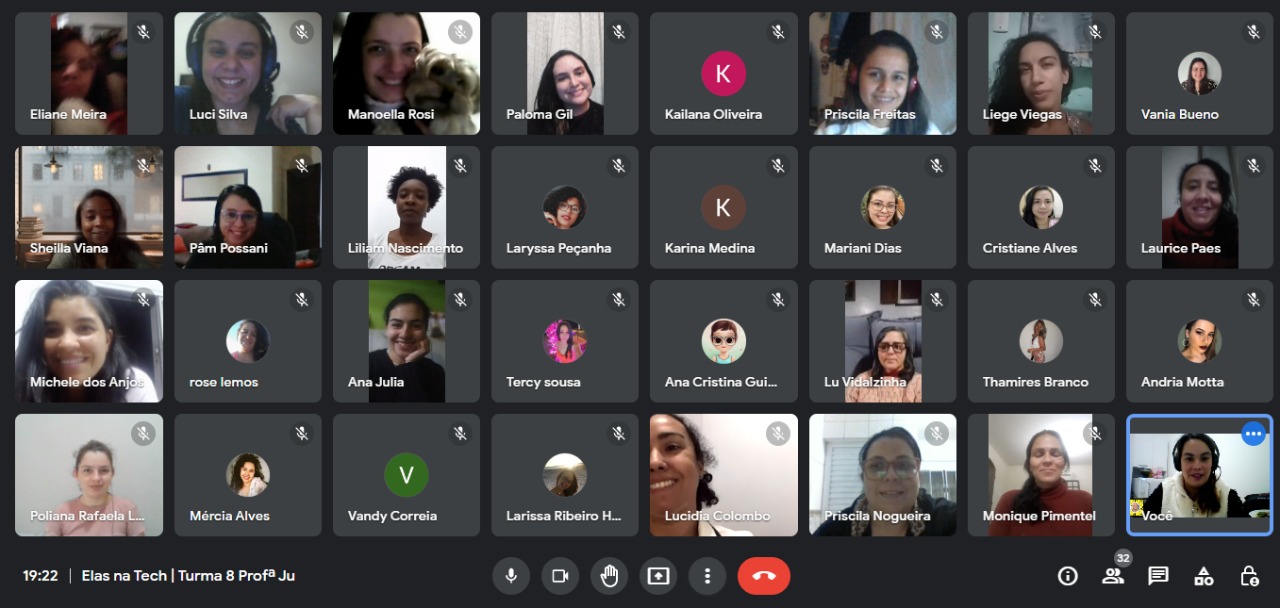 Eliane Meira
Luci Silva
Manoella Rosi
Paloma Gil
K
Kailana Oliveira
Priscila Freitas
Liege Viegas
Vania Bueno
Sheilla Viana
Pâm Possani
Liliam Nascimento
Laryssa Peçanha
K
Karina Medina
Mariani Dias
Cristiane Alves
Laurice Paes
Michele dos Anjos
rose lemos
Ana Julia
Tercy sousa
Ana Cristina Gui...
Lu Vidalzinha
Thamires Branco
Andria Motta
Poliana Rafaela L...
Mércia Alves
V
Vandy Correia
Larissa Ribeiro H...
Lucidia Colombo
Priscila Nogueira
Monique Pimentel
Você
19:22 | Elas na Tech | Turma 8 Profª Ju
32